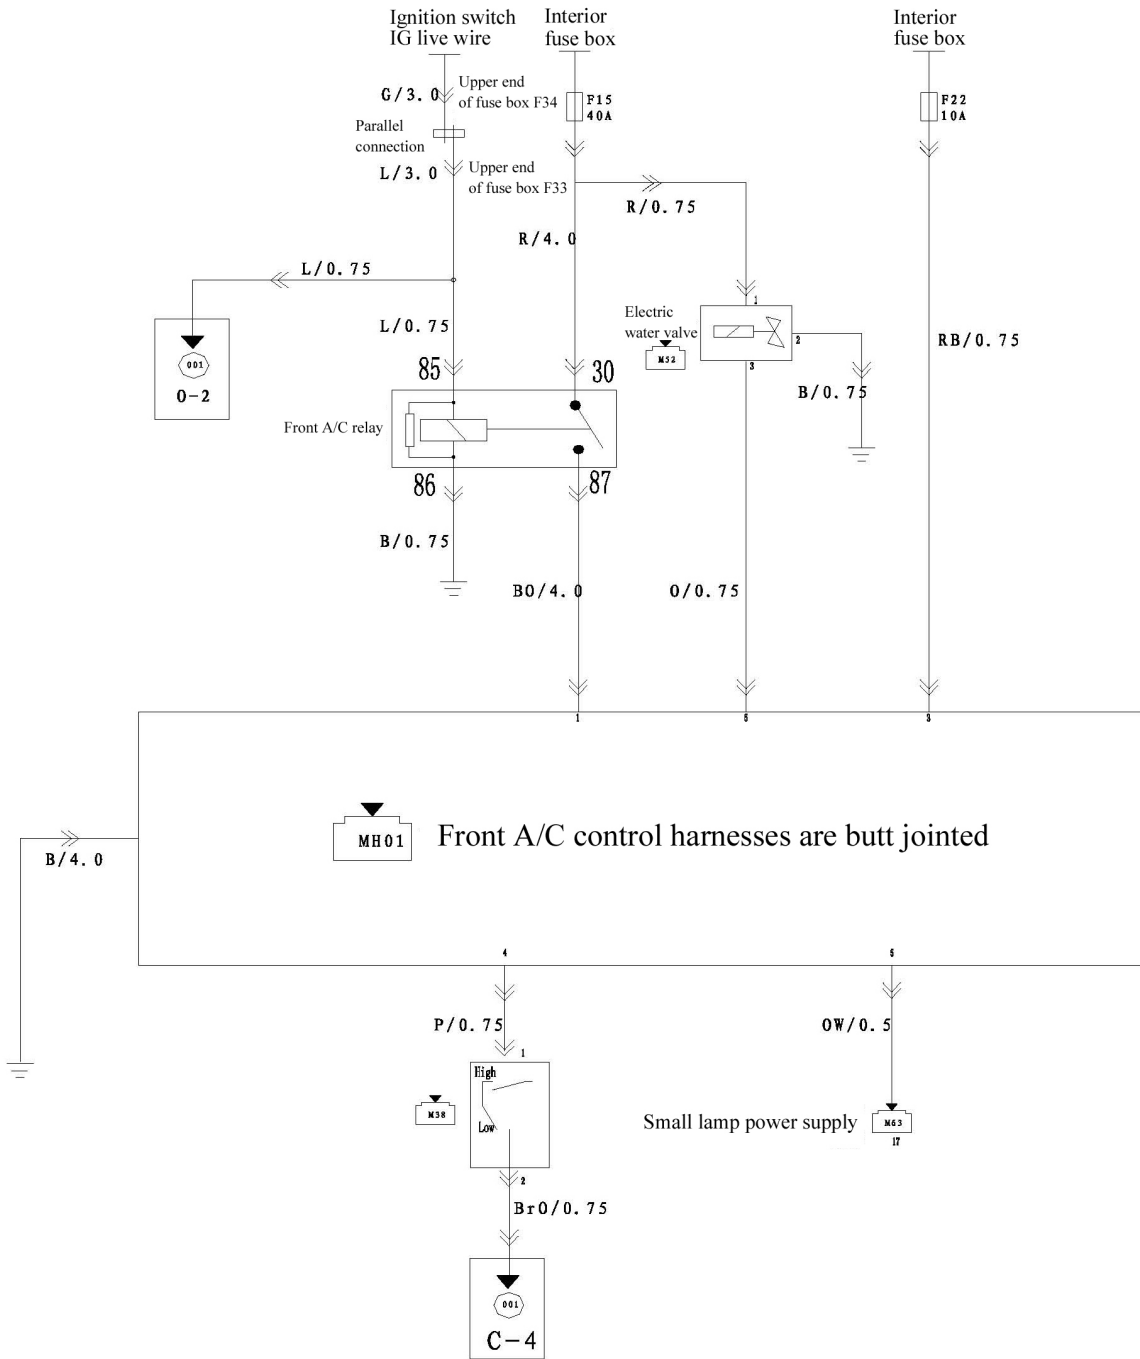 Ignition switch
IG live wire
Interior
fuse box
Interior
fuse box
Upper end
of fuse box F34
G/3.0
F15
40A
F22
10A
Parallel
connection
L/3.0
Upper end
of fuse box F33
R/0.75
R/4.0
L/0.75
1
Electric
water valve
L/0.75
2
RB/0.75
M52
3
001
O-2
85
30
B/0.75
Front A/C relay
86
87
B/0.75
BO/4.0
O/0.75
1
3
MH01
Front A/C control harnesses are butt jointed
B/4.0
4
P/0.75
OW/0.5
1
High
M38
Low
Small lamp power supply
M63
17
2
BrO/0.75
001
C-4